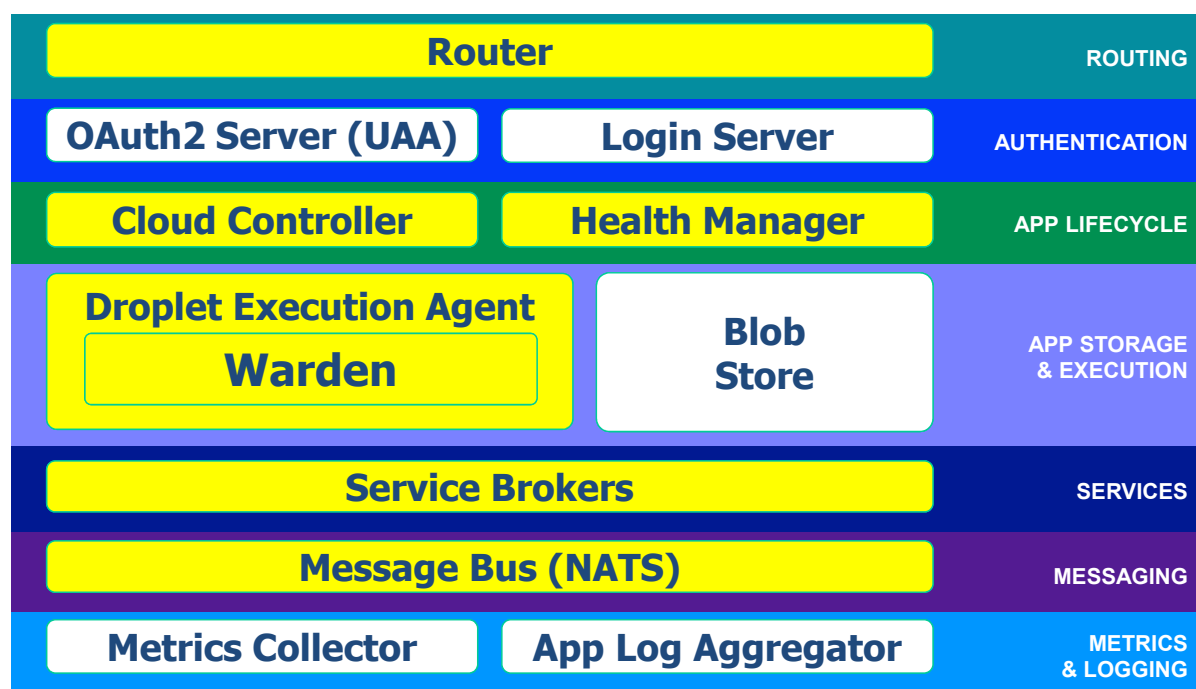 Router
ROUTING
OAuth2 Server (UAA)
Login Server
AUTHENTICATION
Cloud Controller
Health Manager
APP LIFECYCLE
Droplet Execution Agent
Warden
Blob
Store
APP STORAGE
& EXECUTION
Service Brokers
SERVICES
Message Bus (NATS)
MESSAGING
Metrics Collector
App Log Aggregator
METRICS
& LOGGING